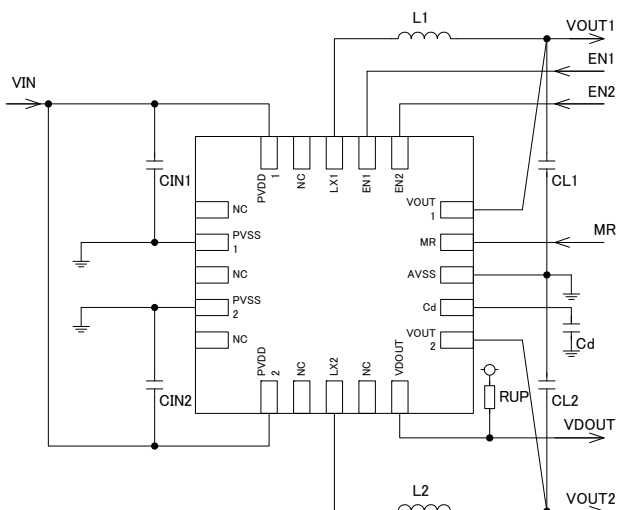 L1
VOUT1
EN1
VIN
EN2
PVDD
1
NC
LX1
EN1
EN2
CIN1
CL1
NC
VOUT
1
PVSS
1
MR
MR
NC
AVSS
PVSS
2
Cd
NC
VOUT
2
Cd
PVDD
2
NC
LX2
NC
VDOUT
CIN2
RUP
CL2
VDOUT
L2
VOUT2